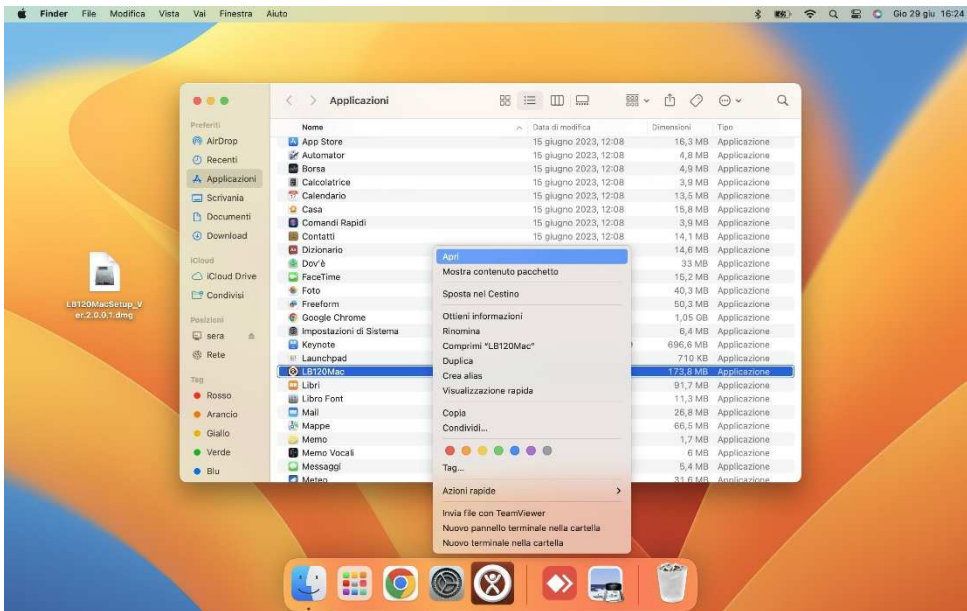 Finder File Modifica Vista Vai Finestra Aiuto Gio 29 giu 16:24
Applicazioni
Preferiti
AirDrop
Recenti
Applicazioni
Scrivania
Documenti
Download
iCloud
iCloud Drive
Condivisi
Posizioni
sera
Rete
Tag
Rosso
Arancio
Giallo
Verde
Blu
Nome Data di modifica Dimensioni Tipo
App Store 15 giugno 2023, 12:08 16,3 MB Applicazione
Automator 15 giugno 2023, 12:08 4,8 MB Applicazione
Borsa 15 giugno 2023, 12:08 4,9 MB Applicazione
Calcolatrice 15 giugno 2023, 12:08 3,9 MB Applicazione
Calendario 15 giugno 2023, 12:08 13,5 MB Applicazione
Casa 15 giugno 2023, 12:08 15,8 MB Applicazione
Comandi Rapidi 15 giugno 2023, 12:08 3,9 MB Applicazione
Contatti 15 giugno 2023, 12:08 14,1 MB Applicazione
Dizionario 14,6 MB Applicazione
Dov'è 33 MB Applicazione
FaceTime 15,2 MB Applicazione
Foto 40,3 MB Applicazione
Freeform 50,3 MB Applicazione
Google Chrome 1,05 GB Applicazione
Impostazioni di Sistema 6,4 MB Applicazione
Keynote 696,6 MB Applicazione
Launchpad 710 KB Applicazione
LB120Mac 173,8 MB Applicazione
Libri 91,7 MB Applicazione
Libro Font 11,3 MB Applicazione
Mail 26,8 MB Applicazione
Mappe 66,5 MB Applicazione
Memo 1,7 MB Applicazione
Memo Vocali 6 MB Applicazione
Messaggi 5,4 MB Applicazione
Meteo 31,6 MB Applicazione
Apri
Mostra contenuto pacchetto
Sposta nel Cestino
Ottieni informazioni
Rinomina
Comprimi "LB120Mac"
Duplica
Crea alias
Visualizzazione rapida
Copia
Condividi...
Tag...
Azioni rapide
Invia file con TeamViewer
Nuovo pannello terminale nella cartella
Nuovo terminale nella cartella
LB120MacSetup_V
er.2.0.0.1.dmg